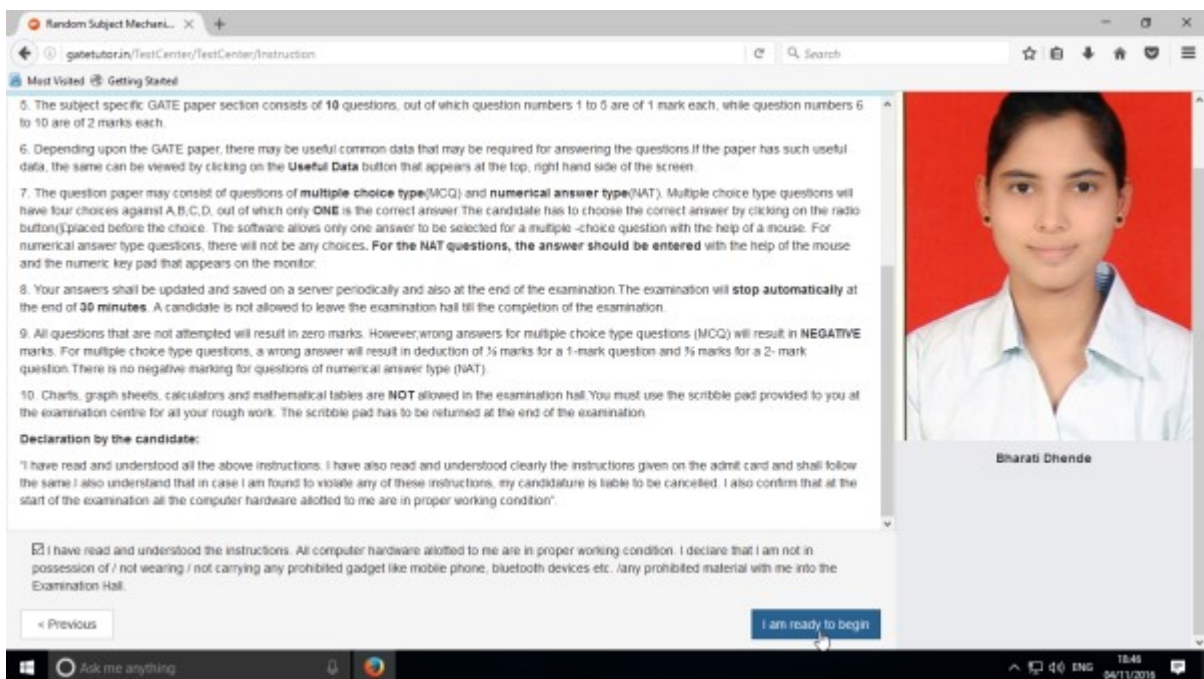 Random Subject Mechani...
gatetutor.in/TestCenter/TestCenter/Instruction
Search
Most Visited Getting Started
5. The subject specific GATE paper section consists of 10 questions, out of which question numbers 1 to 5 are of 1 mark each, while question numbers 6
to 10 are of 2 marks each.
6. Depending upon the GATE paper, there may be useful common data that may be required for answering the questions.If the paper has such useful
data, the same can be viewed by clicking on the Useful Data button that appears at the top, right hand side of the screen.
7. The question paper may consist of questions of multiple choice type(MCQ) and numerical answer type(NAT). Multiple choice type questions will
have four choices against A,B,C,D, out of which only ONE is the correct answer.The candidate has to choose the correct answer by clicking on the radio
button placed before the choice. The software allows only one answer to be selected for a multiple -choice question with the help of a mouse. For
numerical answer type questions, there will not be any choices. For the NAT questions, the answer should be entered with the help of the mouse
and the numeric key pad that appears on the monitor.
8. Your answers shall be updated and saved on a server periodically and also at the end of the examination.The examination will stop automatically at
the end of 30 minutes. A candidate is not allowed to leave the examination hall till the completion of the examination.
9. All questions that are not attempted will result in zero marks. However,wrong answers for multiple choice type questions (MCQ) will result in NEGATIVE
marks. For multiple choice type questions, a wrong answer will result in deduction of marks for a 1-mark question and marks for a 2- mark
question.There is no negative marking for questions of numerical answer type (NAT).
10. Charts, graph sheets, calculators and mathematical tables are NOT allowed in the examination hall.You must use the scribble pad provided to you at
the examination centre for all your rough work. The scribble pad has to be returned at the end of the examination.
Declaration by the candidate:
"I have read and understood all the above instructions. I have also read and understood clearly the instructions given on the admit card and shall follow
the same.I also understand that in case I am found to violate any of these instructions, my candidature is liable to be cancelled. I also confirm that at the
start of the examination all the computer hardware allotted to me are in proper working condition".
Bharati Dhende
I have read and understood the instructions. All computer hardware allotted to me are in proper working condition. I declare that I am not in
possession of / not wearing / not carrying any prohibited gadget like mobile phone, bluetooth devices etc. /any prohibited material with me into the
Examination Hall.
< Previous
I am ready to begin
Ask me anything
ENG
18:46
04/11/2016